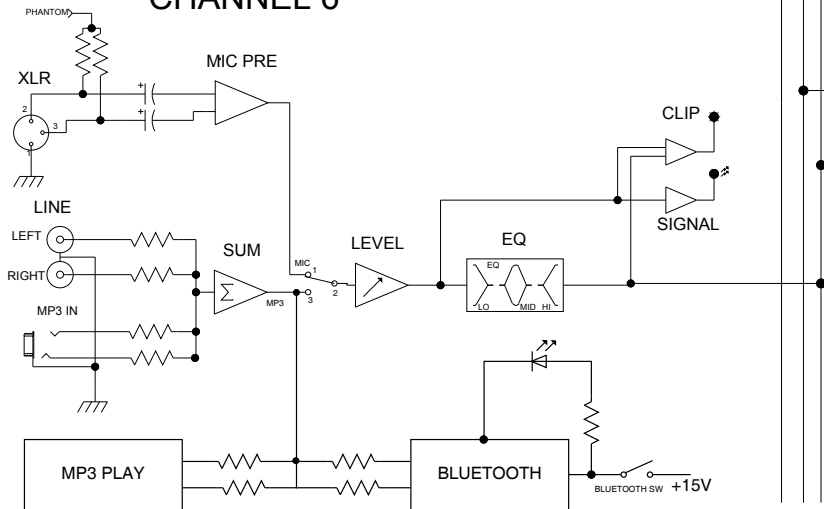 CHANNEL 6
PHANTOM
MIC PRE
XLR
+
2
3
+
1
CLIP
SIGNAL
LINE
LEFT
RIGHT
SUM
Σ
MIC
1
2
MP3
3
LEVEL
EQ
EQ
LO
MID
HI
MP3 IN
MP3 PLAY
BLUETOOTH
BLUETOOTH SW
+15V